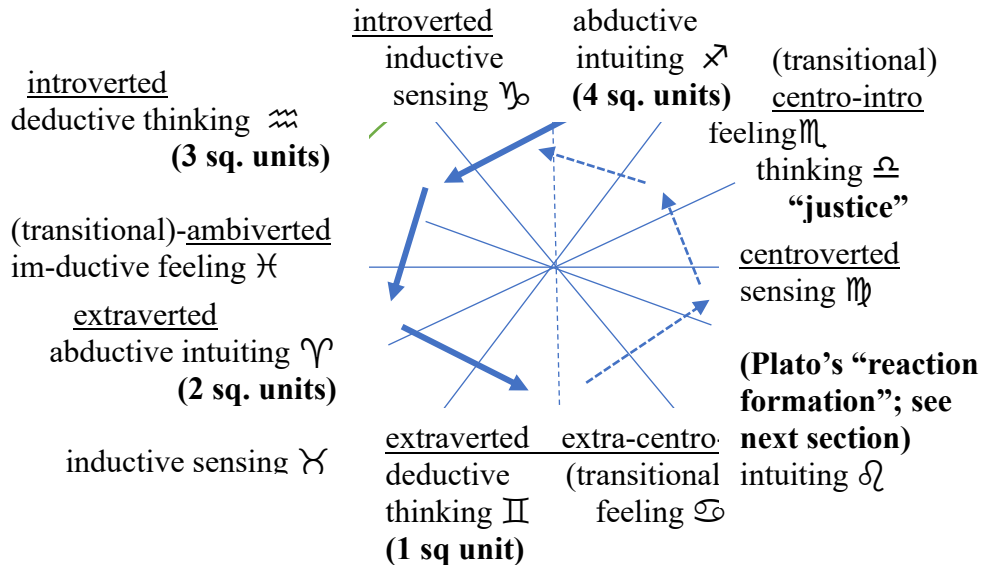 introverted
inductive
sensing ♑
abductive
intuiting ♐
(4 sq. units)
(transitional)
centro-intro
feeling♏
thinking ♎
“justice”
introverted
deductive thinking ♒
(3 sq. units)
(transitional)-ambiverted
im-ductive feeling ♓
centroverted
sensing ♍
extraverted
abductive intuiting ♈
(2 sq. units)
(Plato’s “reaction
formation”; see
next section)
intuiting ♌
inductive sensing ♉
extraverted
deductive
thinking ♊
(1 sq unit)
extra-centro-
(transitional
feeling ♋